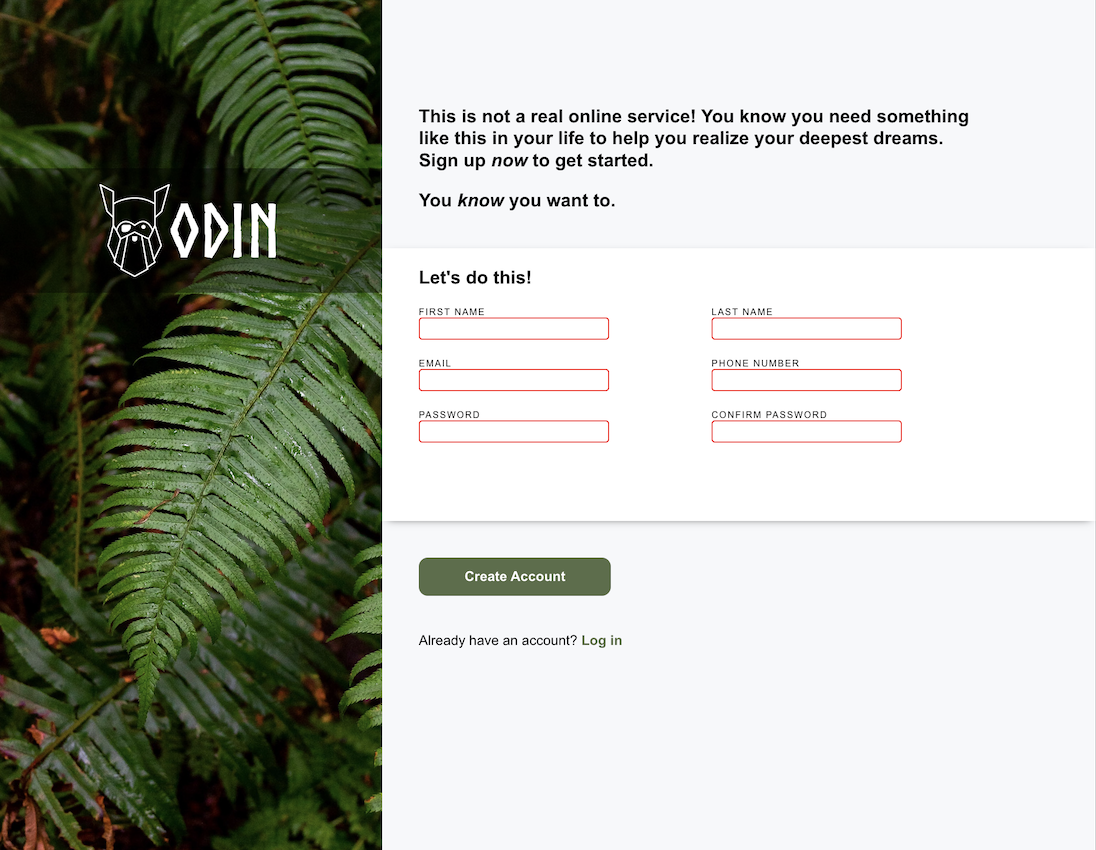 ODIN
This is not a real online service! You know you need something
like this in your life to help you realize your deepest dreams.
Sign up now to get started.
You know you want to.
Let's do this!
FIRST NAME
LAST NAME
EMAIL
PHONE NUMBER
PASSWORD
CONFIRM PASSWORD
Create Account
Already have an account? Log in